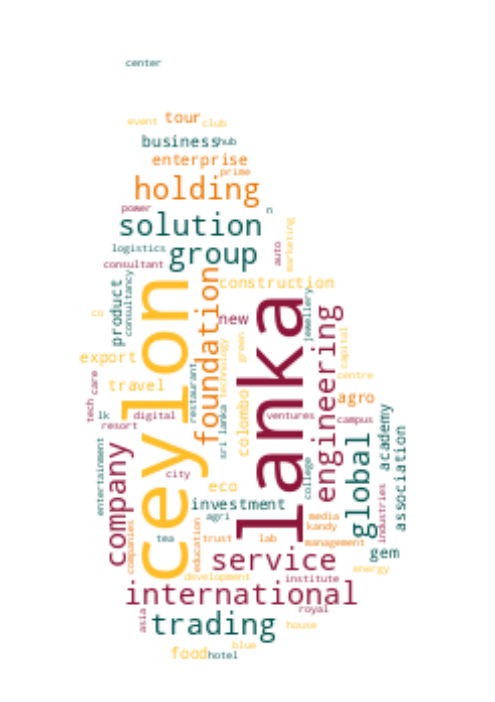 center
event tour club
business hub
enterprise
prime
holding
power n
solution
logistics group
consultant auto marketing
construction
product consultancy
ceylon foundation lanka
co new jewellery
engineering
export technology green capital
travel restaurant centre
tech care agro
lk digital colombo ventures campus
resort sri lanka
entertainment company global academy association
city college industries
eco
investment
agri media
companies education kandy
tea trust lab management
gem
service
development institute energy
international
asia royal
trading
house
blue
food hotel